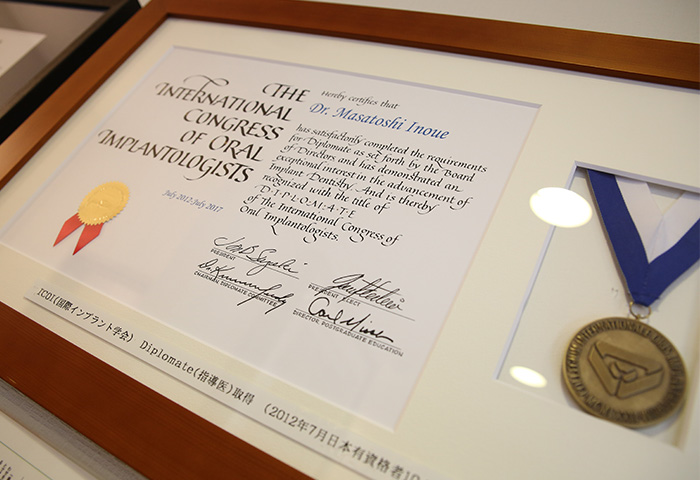 THE
INTERNATIONAL
CONGRESS
OF ORAL
IMPLANTOLOGISTS
July 2012-July 2017
Hereby certifies that
Dr. Masatoshi Inoue
has satisfactorily completed the requirements
for Diplomate as set forth by the Board
of Directors and has demonstrated an
exceptional interest in the advancement of
Implant Dentistry. And is thereby
recognized with the title of
D·I·P·L·O·M·A·T·E
of The International Congress of
Oral Implantologists.
PRESIDENT
PRESIDENT ELECT
CHAIRMAN, DIPLOMATE COMMITTEE
DIRECTOR, POSTGRADUATE EDUCATION
ICOI(国際インプラント学会) Diplomate(指導医)取得 (2012年7月日本有資格者10